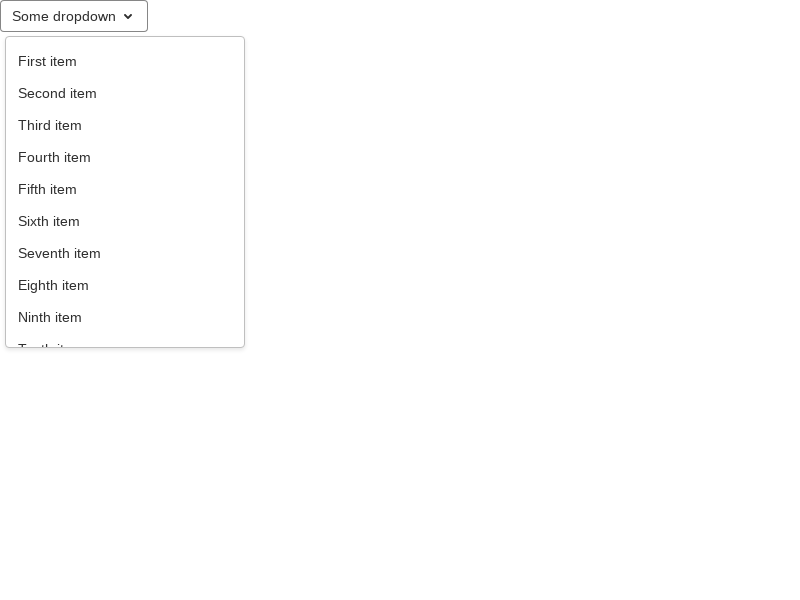 Some dropdown
First item
Second item
Third item
Fourth item
Fifth item
Sixth item
Seventh item
Eighth item
Ninth item